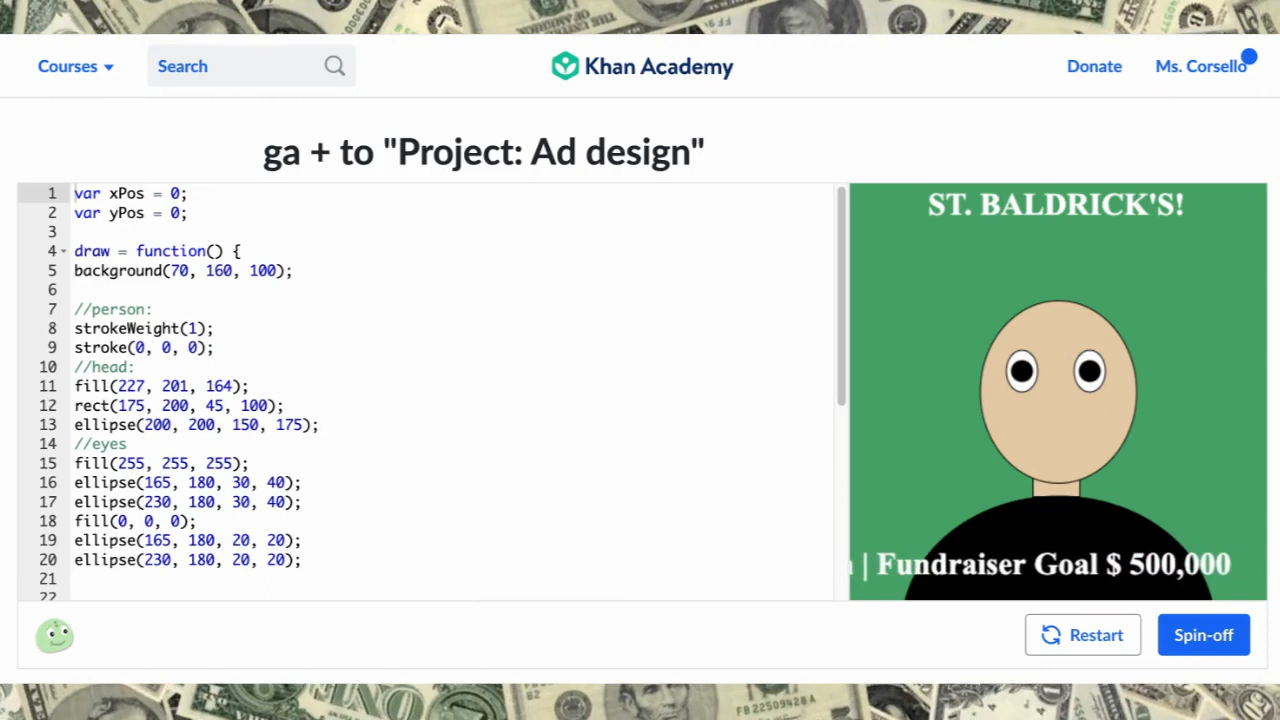 Courses
Search
Khan Academy
Donate
Ms. Corsello
ga + to "Project: Ad design"
1 var xPos = 0;
2 var yPos = 0;
3
4 draw = function() {
5 background(70, 160, 100);
6
7 //person:
8 strokeWeight(1);
9 stroke(0, 0, 0);
10 //head:
11 fill(227, 201, 164);
12 rect(175, 200, 45, 100);
13 ellipse(200, 200, 150, 175);
14 //eyes
15 fill(255, 255, 255);
16 ellipse(165, 180, 30, 40);
17 ellipse(230, 180, 30, 40);
18 fill(0, 0, 0);
19 ellipse(165, 180, 20, 20);
20 ellipse(230, 180, 20, 20);
21
22
ST. BALDRICK'S!
| Fundraiser Goal $ 500,000
Restart
Spin-off
FB22509428A